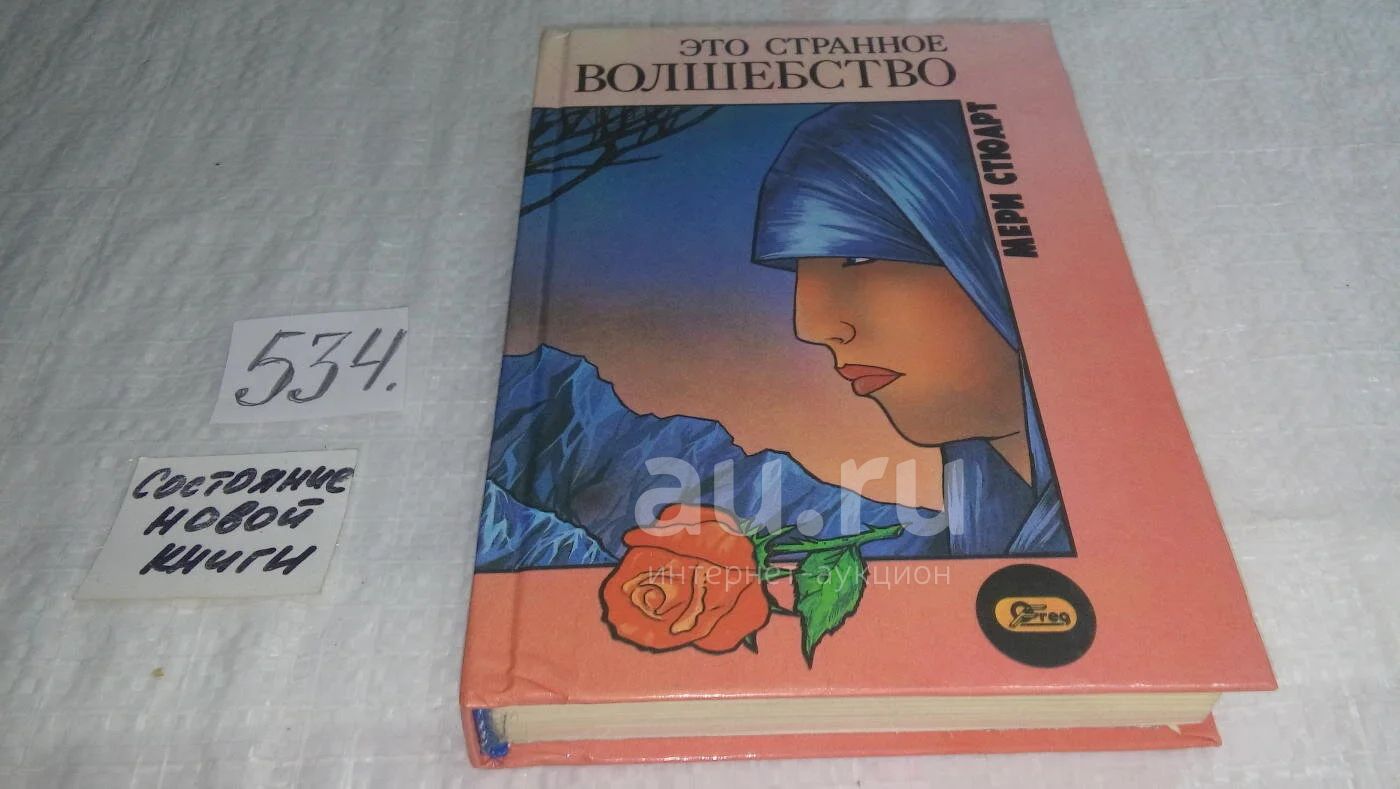 ЭТО СТРАННОЕ
ВОЛШЕБСТВО
МЕРИ СТЮАРТ
534.
Состояние
новой
книги
au.ru
интернет-аукцион